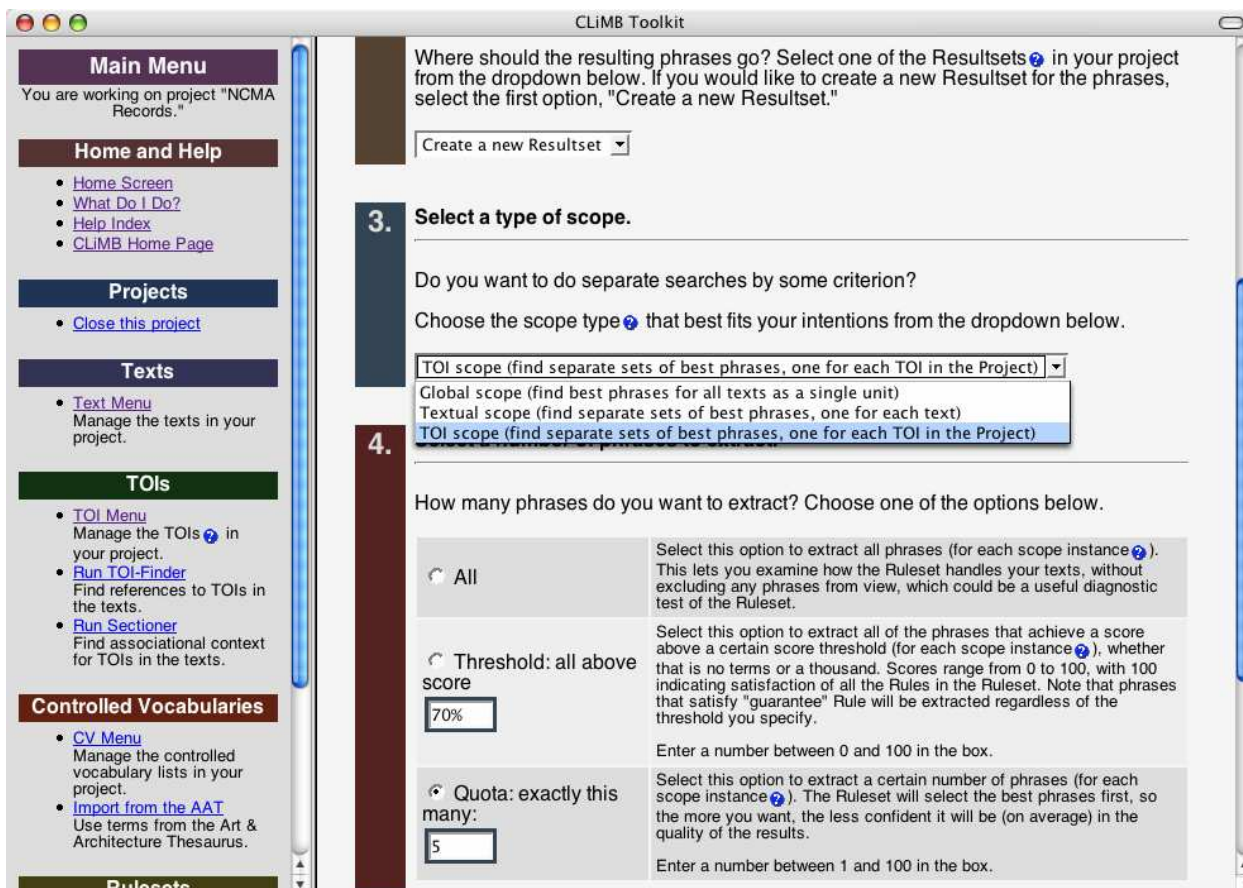 CLiMB Toolkit
Main Menu
You are working on project "NCMA
Records."
Home and Help
Home Screen
What Do I Do?
Help Index
CLiMB Home Page
Projects
Close this project
Texts
Text Menu
Manage the texts in your
project.
TOIs
TOI Menu
Manage the TOIs ? in
your project.
Run TOI-Finder
Find references to TOIs in
the texts.
Run Sectioner
Find associational context
for TOIs in the texts.
Controlled Vocabularies
CV Menu
Manage the controlled
vocabulary lists in your
project.
Import from the AAT
Use terms from the Art &
Architecture Thesaurus.
Rulesets
Where should the resulting phrases go? Select one of the Resultsets ? in your project
from the dropdown below. If you would like to create a new Resultset for the phrases,
select the first option, "Create a new Resultset."
Create a new Resultset
3. Select a type of scope.
Do you want to do separate searches by some criterion?
Choose the scope type ? that best fits your intentions from the dropdown below.
TOI scope (find separate sets of best phrases, one for each TOI in the Project)
Global scope (find best phrases for all texts as a single unit)
Textual scope (find separate sets of best phrases, one for each text)
TOI scope (find separate sets of best phrases, one for each TOI in the Project)
4. Select a number of phrases to extract.
How many phrases do you want to extract? Choose one of the options below.
All
Select this option to extract all phrases (for each scope instance ? ).
This lets you examine how the Ruleset handles your texts, without
excluding any phrases from view, which could be a useful diagnostic
test of the Ruleset.
Threshold: all above
score
70%
Select this option to extract all of the phrases that achieve a score
above a certain score threshold (for each scope instance ? ), whether
that is no terms or a thousand. Scores range from 0 to 100, with 100
indicating satisfaction of all the Rules in the Ruleset. Note that phrases
that satisfy "guarantee" Rule will be extracted regardless of the
threshold you specify.
Enter a number between 0 and 100 in the box.
Quota: exactly this
many:
5
Select this option to extract a certain number of phrases (for each
scope instance ? ). The Ruleset will select the best phrases first, so
the more you want, the less confident it will be (on average) in the
quality of the results.
Enter a number between 1 and 100 in the box.